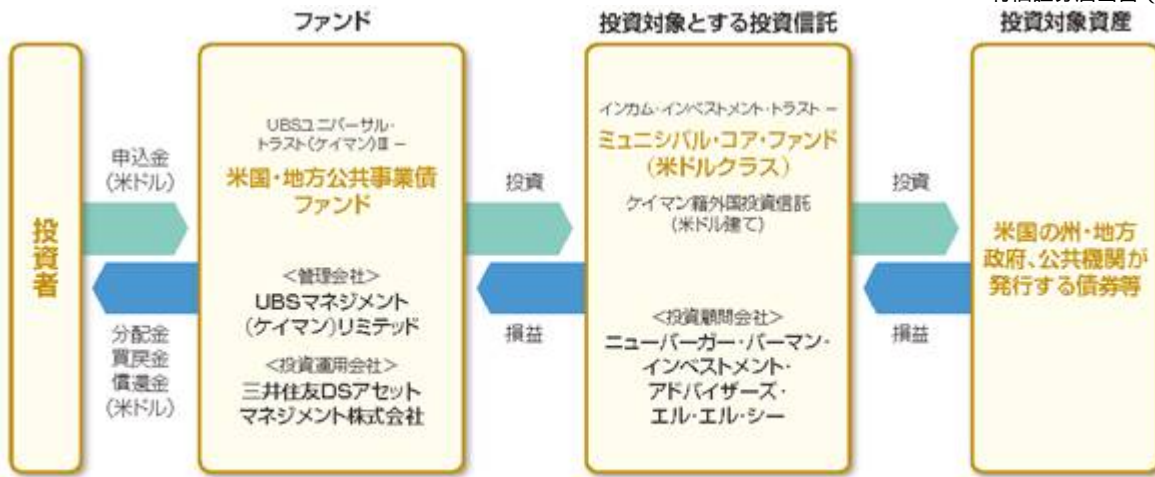 ファンド
投資対象とする投資信託
投資対象資産
投資者
申込金
(米ドル)
分配金
買戻金
償還金
(米ドル)
UBSユニバーサル・
トラスト(ケイマン)Ⅲ－
米国・地方公共事業債
ファンド
<管理会社>
UBSマネジメント
(ケイマン)リミテッド
<投資運用会社>
三井住友DSアセット
マネジメント株式会社
投資
損益
インカム・インベストメント・トラスト－
ミュニシパル・コア・ファンド
(米ドルクラス)
ケイマン籍外国投資信託
(米ドル建て)
<投資顧問会社>
ニューバーガー・バーマン・
インベストメント・
アドバイザーズ・
エル・エル・シー
投資
損益
米国の州・地方
政府、公共機関が
発行する債券等